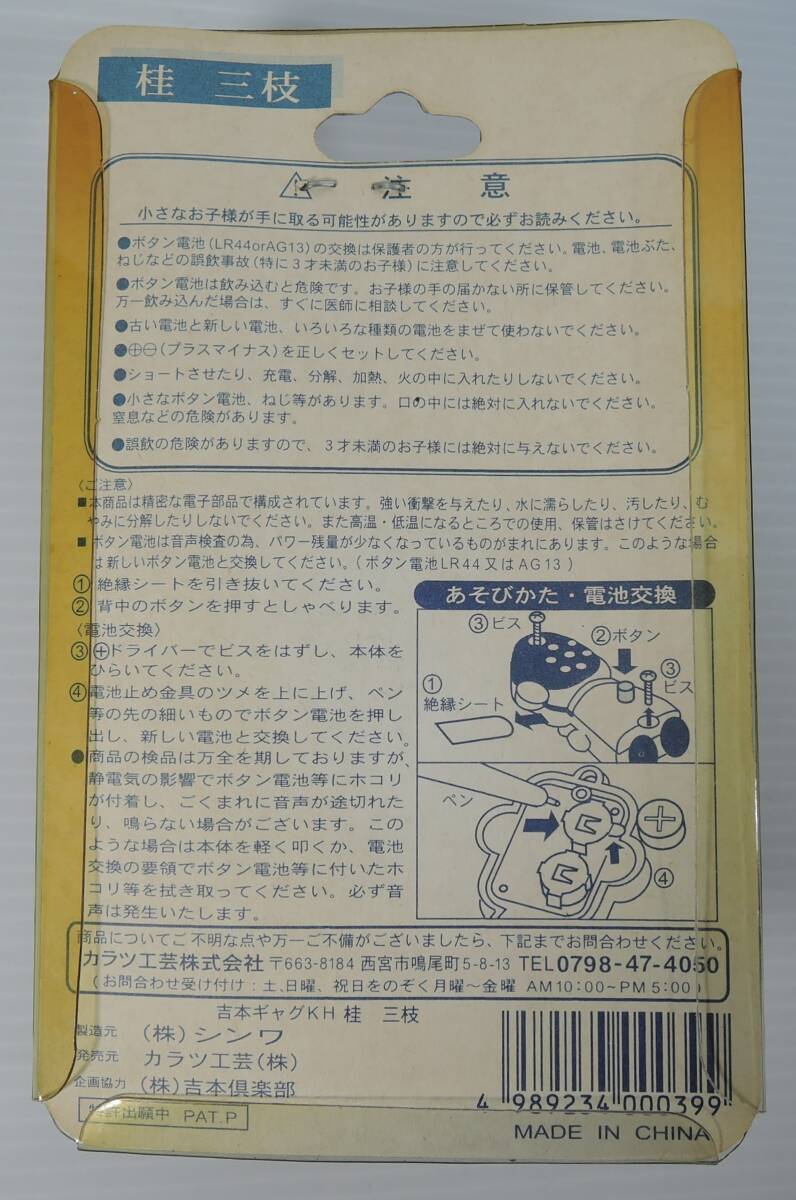 桂 三枝
⚠ 注 意
小さなお子様が手に取る可能性がありますので必ずお読みください。
●ボタン電池(LR44orAG13)の交換は保護者の方が行ってください。電池、電池ぶた、
ねじなどの誤飲事故(特に3才未満のお子様)に注意してください。
●ボタン電池は飲み込むと危険です。お子様の手の届かない所に保管してください。
万一飲み込んだ場合は、すぐに医師に相談してください。
●古い電池と新しい電池、いろいろな種類の電池をまぜて使わないでください。
●⊕⊖(プラスマイナス)を正しくセットしてください。
●ショートさせたり、充電、分解、加熱、火の中に入れたりしないでください。
●小さなボタン電池、ねじ等があります。口の中には絶対に入れないでください。
窒息などの危険があります。
●誤飲の危険がありますので、3才未満のお子様には絶対に与えないでください。
〈ご注意〉
■本商品は精密な電子部品で構成されています。強い衝撃を与えたり、水に濡らしたり、汚したり、む
やみに分解したりしないでください。また高温・低温になるところでの使用、保管はさけてください。
■ボタン電池は音声検査の為、パワー残量が少なくなっているものがまれにあります。このような場合
は新しいボタン電池と交換してください。(ボタン電池LR44又はAG13)
①絶縁シートを引き抜いてください。
②背中のボタンを押すとしゃべります。
〈電池交換〉
③⊕ドライバーでビスをはずし、本体を
ひらいてください。
④電池止め金具のツメを上に上げ、ペン
等の先の細いものでボタン電池を押し
出し、新しい電池と交換してください。
●商品の検品は万全を期しておりますが、
静電気の影響でボタン電池等にホコリ
が付着し、ごくまれに音声が途切れた
り、鳴らない場合がございます。この
ような場合は本体を軽く叩くか、電池
交換の要領でボタン電池等に付いたホ
コリ等を拭き取ってください。必ず音
声は発生いたします。
あそびかた・電池交換
③ビス
②ボタン
③
ビス
①
絶縁シート
ペン
④
商品についてご不明な点や万一ご不備がございましたら、下記までお問合わせください。
カラツ工芸株式会社 〒663-8184 西宮市鳴尾町5-8-13 TEL0798-47-4050
(お問合わせ受け付け:土、日曜、祝日をのぞく月曜〜金曜 AM10:00~PM5:00)
吉本ギャグKH 桂 三枝
製造元 (株)シンワ
発売元 カラツ工芸(株)
企画協力 (株)吉本倶楽部
特許出願中 PAT.P
4 989234 000399
MADE IN CHINA